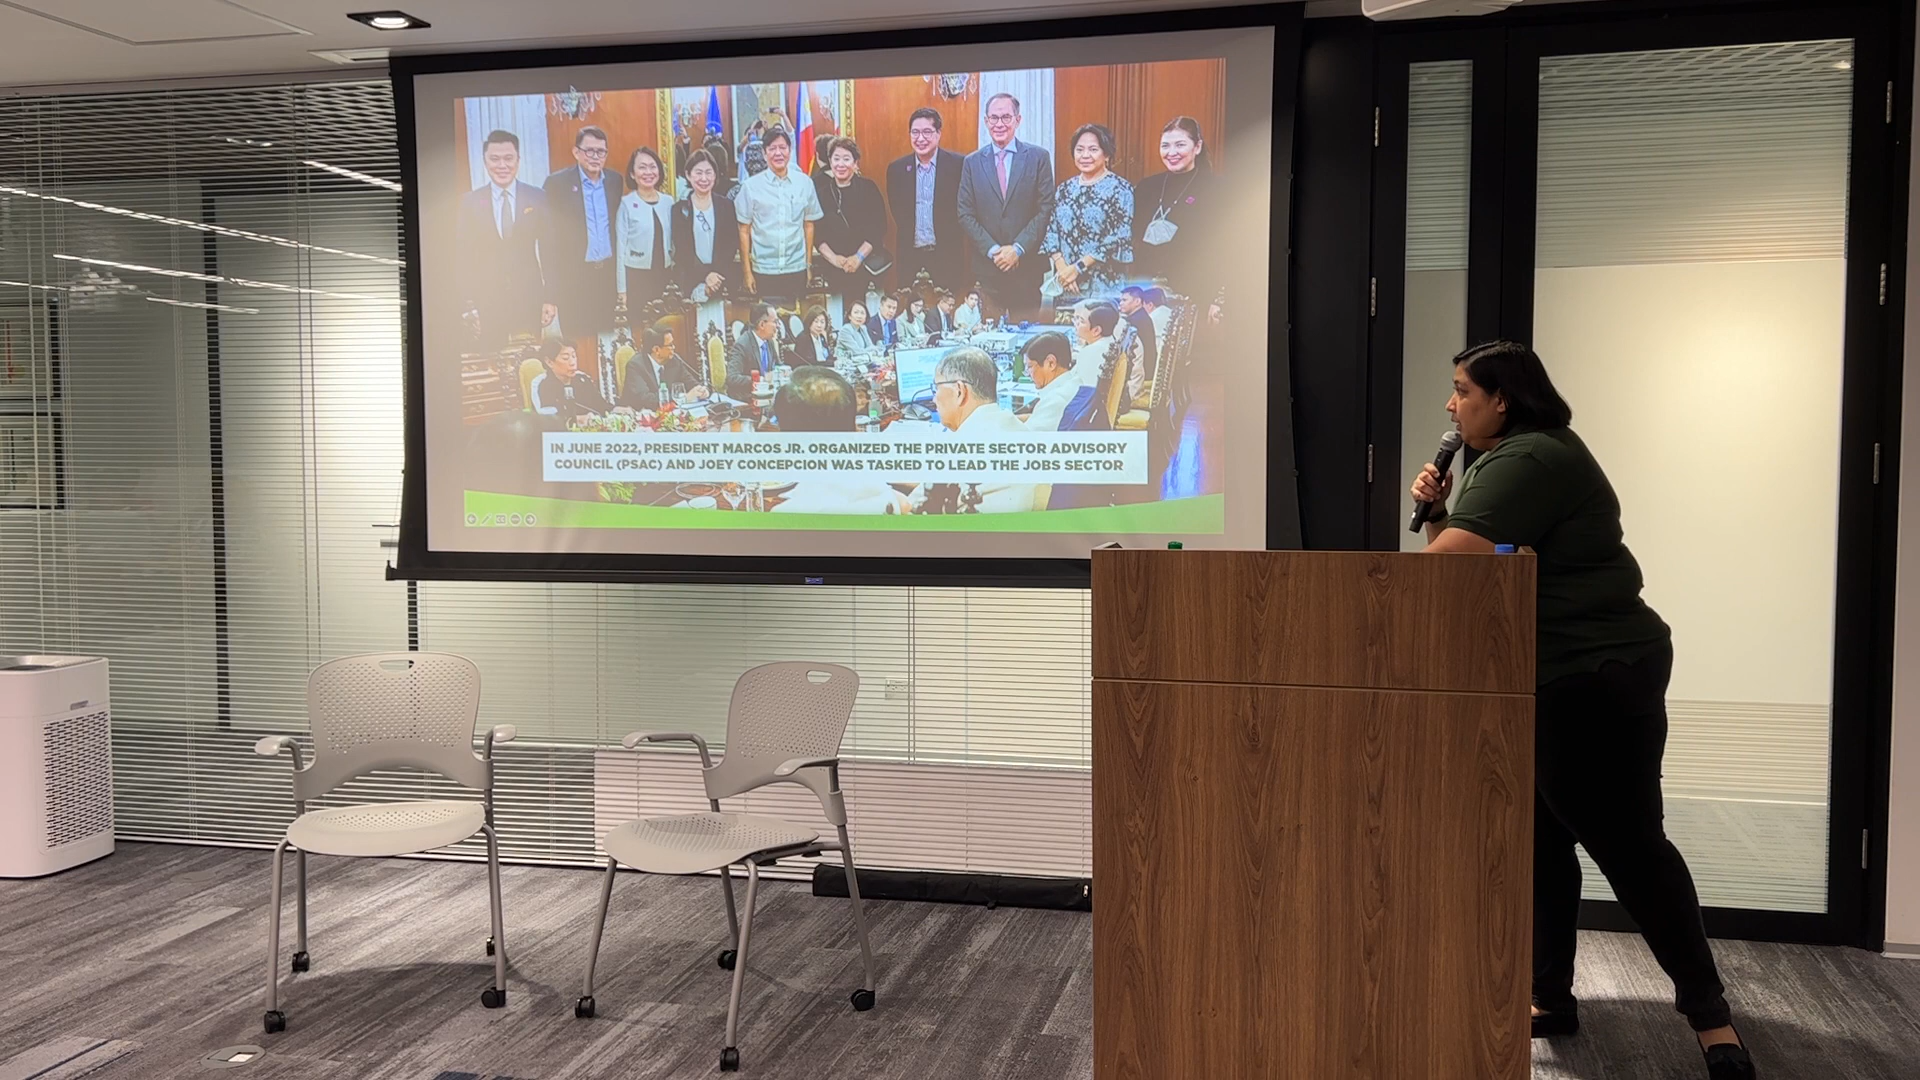 IN JUNE 2022, PRESIDENT MARCOS JR. ORGANIZED THE PRIVATE SECTOR ADVISORY
COUNCIL (PSAC) AND JOEY CONCEPCION WAS TASKED TO LEAD THE JOBS SECTOR